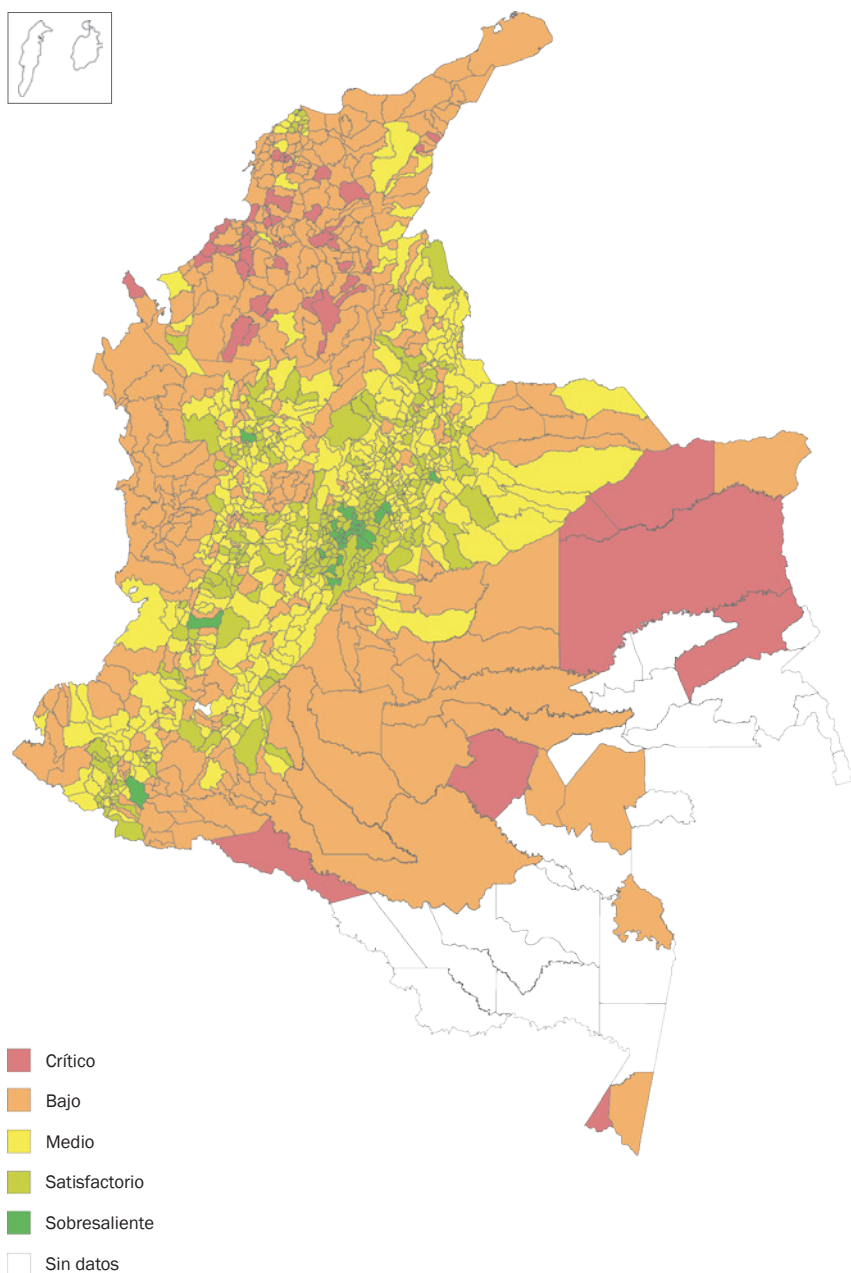 Crítico
Bajo
Medio
Satisfactorio
Sobresaliente
Sin datos